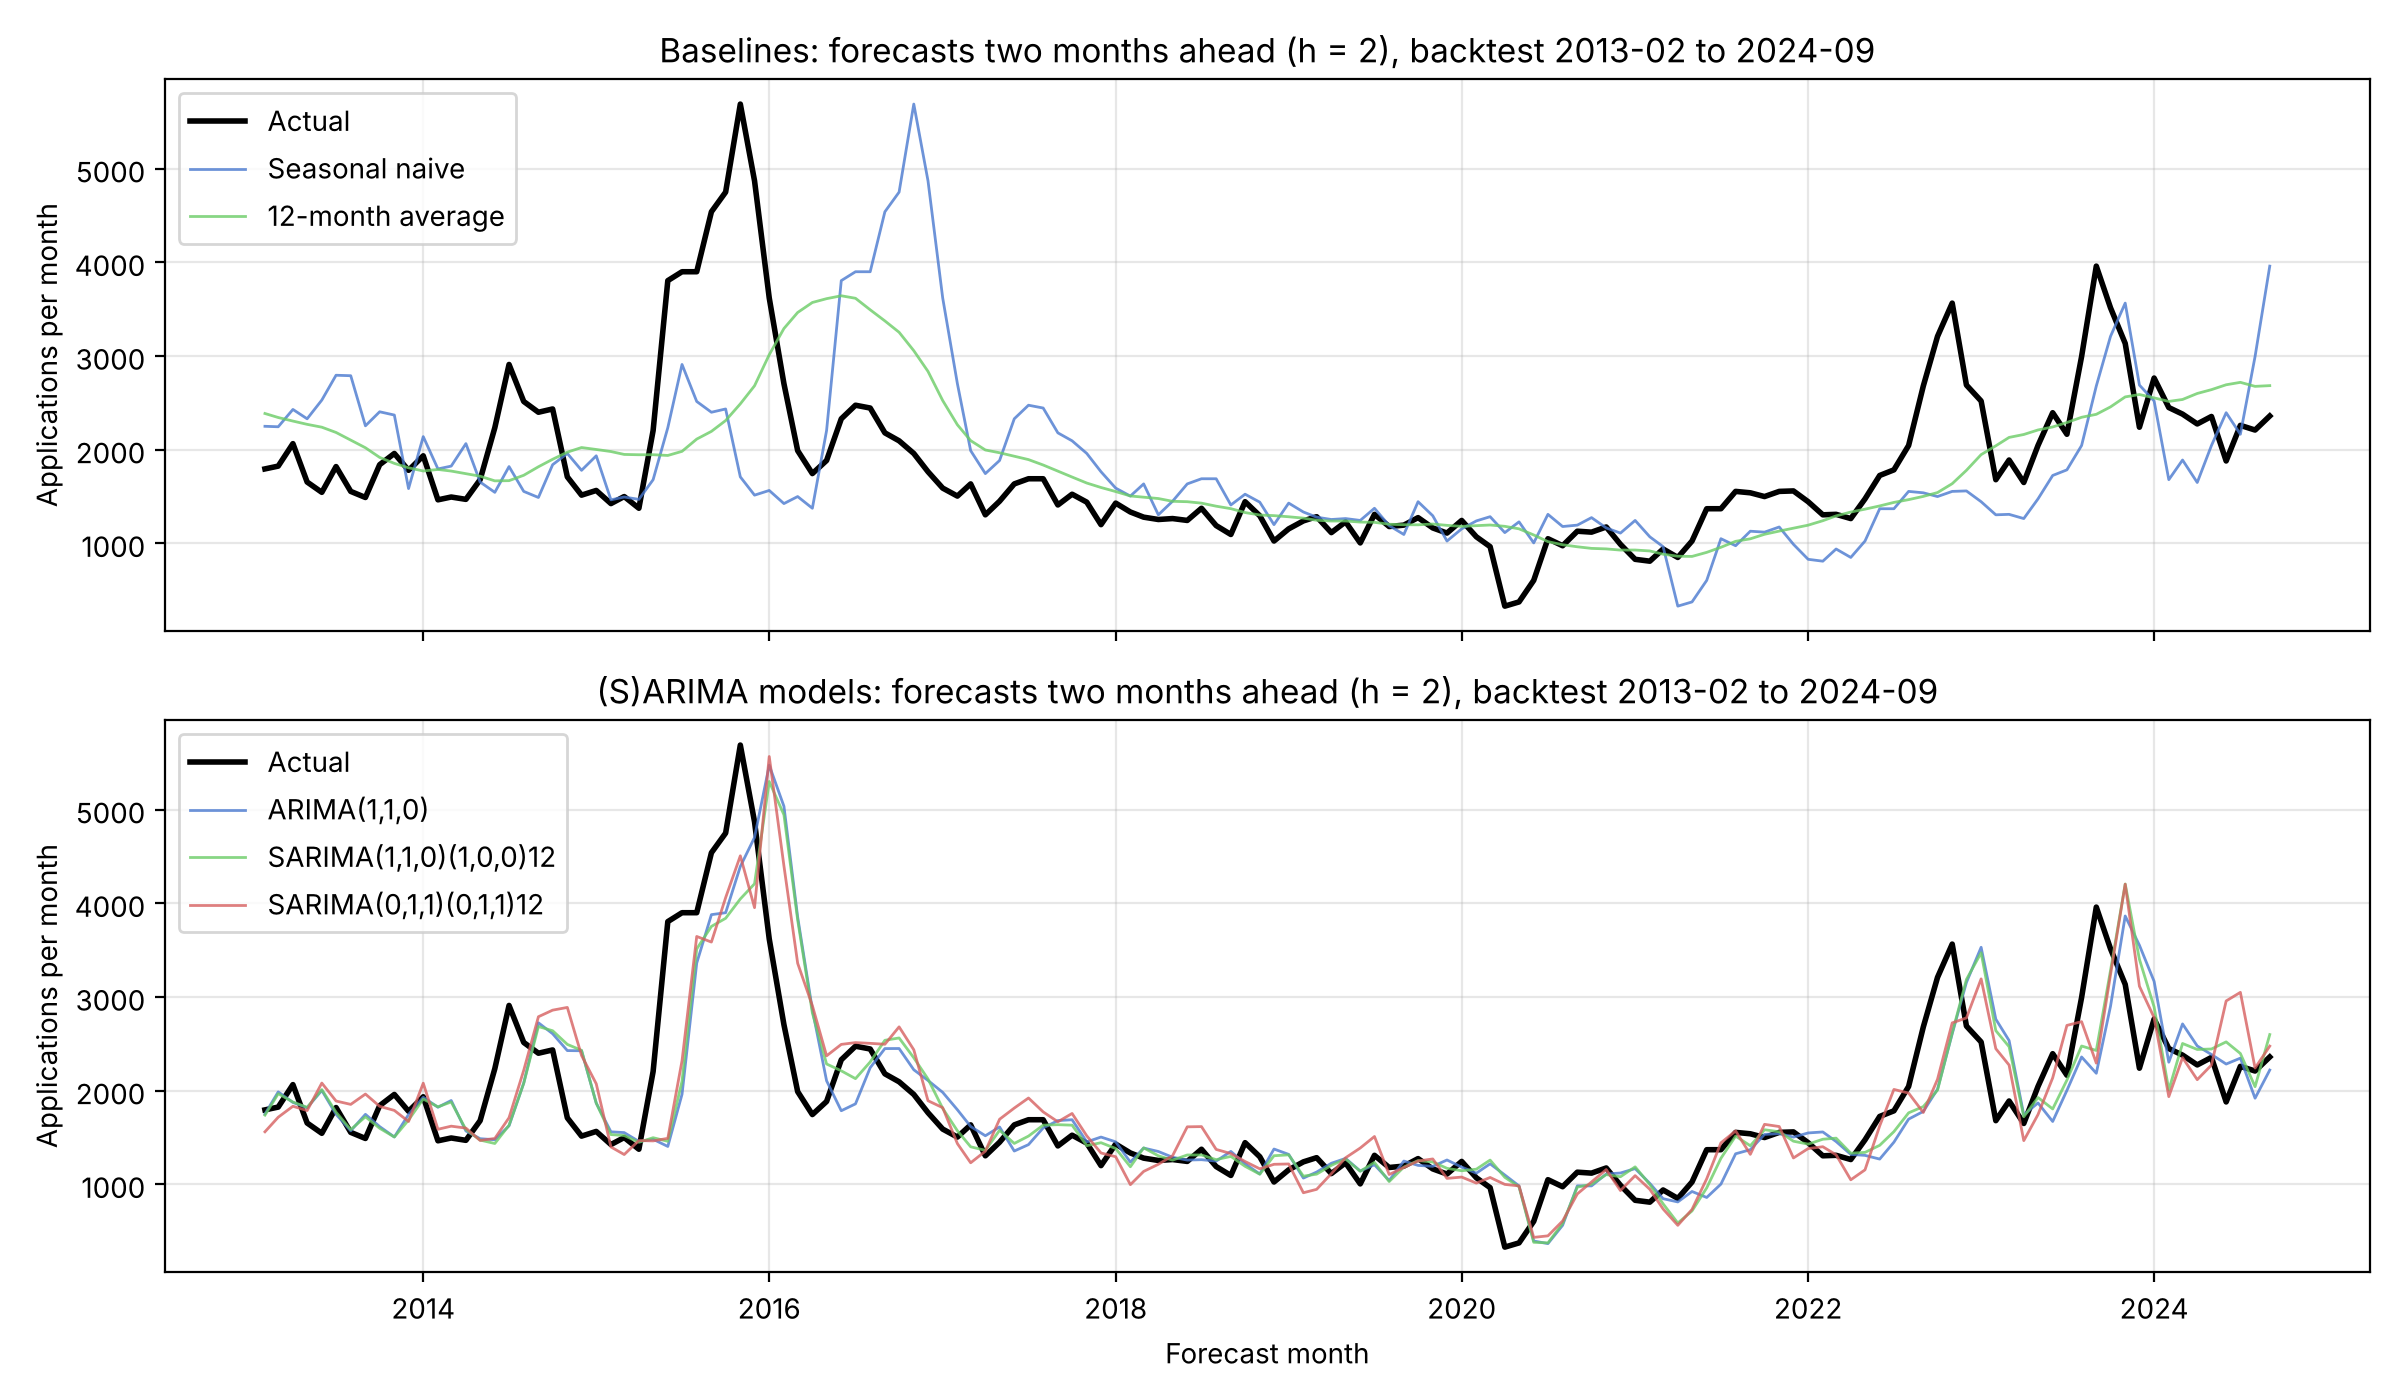 Baselines: forecasts two months ahead (h = 2), backtest 2013-02 to 2024-09
Applications per month
5000
4000
3000
2000
1000
Actual
Seasonal naive
12-month average
(S)ARIMA models: forecasts two months ahead (h = 2), backtest 2013-02 to 2024-09
Applications per month
5000
4000
3000
2000
1000
Actual
ARIMA(1,1,0)
SARIMA(1,1,0)(1,0,0)12
SARIMA(0,1,1)(0,1,1)12
2014 2016 2018 2020 2022 2024
Forecast month